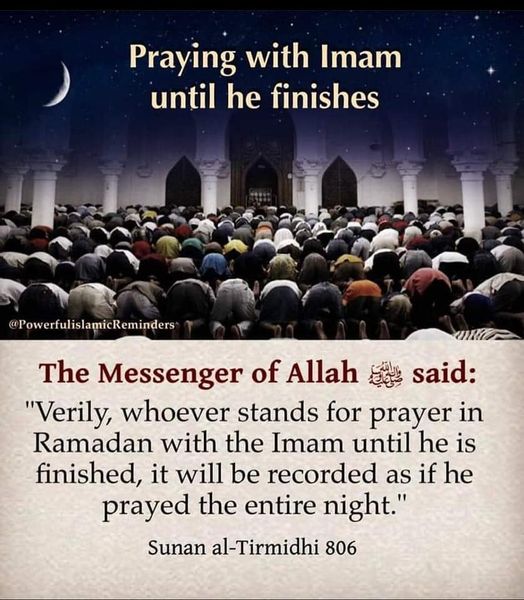 Praying with Imam
until he finishes
@PowerfulislamicReminders
The Messenger of Allah ﷺ said:
"Verily, whoever stands for prayer in
Ramadan with the Imam until he is
finished, it will be recorded as if he
prayed the entire night."
Sunan al-Tirmidhi 806